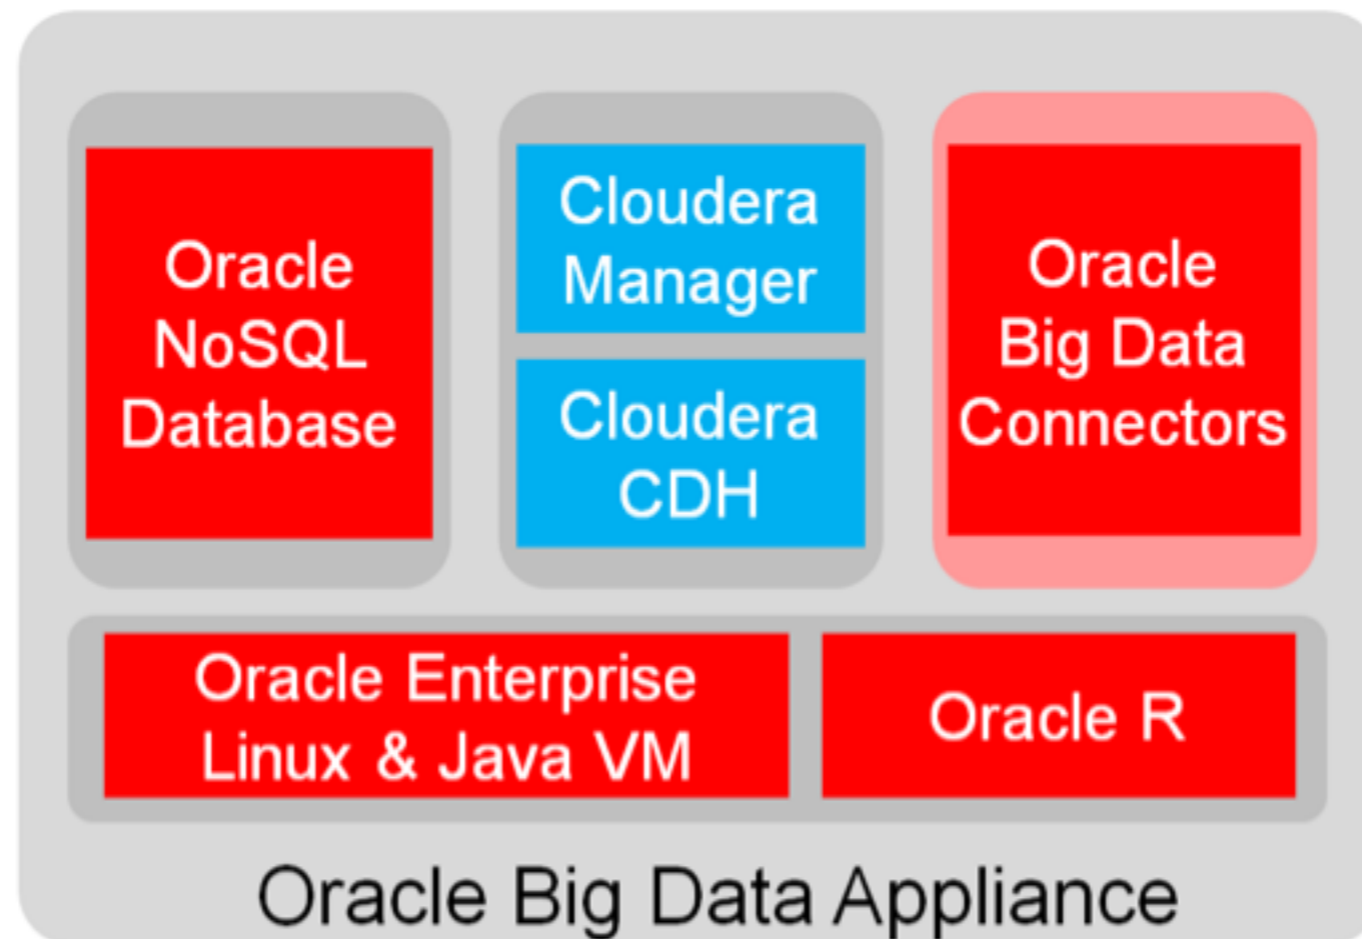 Oracle
NoSQL
Database
Cloudera
Manager
Cloudera
CDH
Oracle
Big Data
Connectors
Oracle Enterprise
Linux & Java VM
Oracle R
Oracle Big Data Appliance